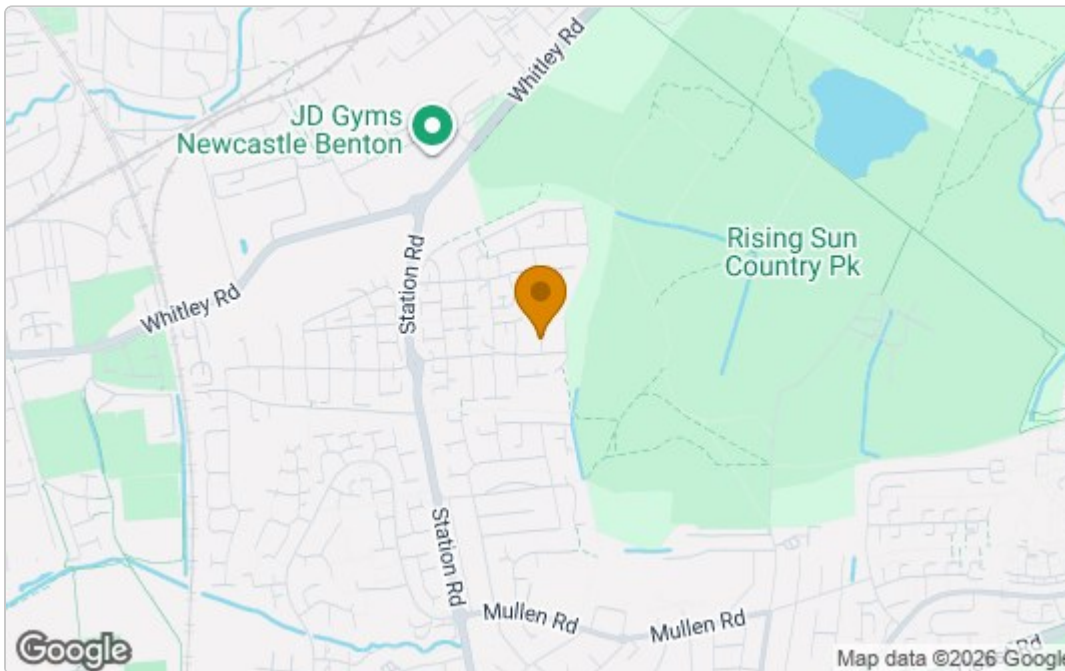 Whitley Rd
JD Gyms
Newcastle Benton
Station Rd
Rising Sun
Country Pk
Whitley Rd
Station Rd
Mullen Rd
Mullen Rd
Rd
Google
Map data ©2026 Google